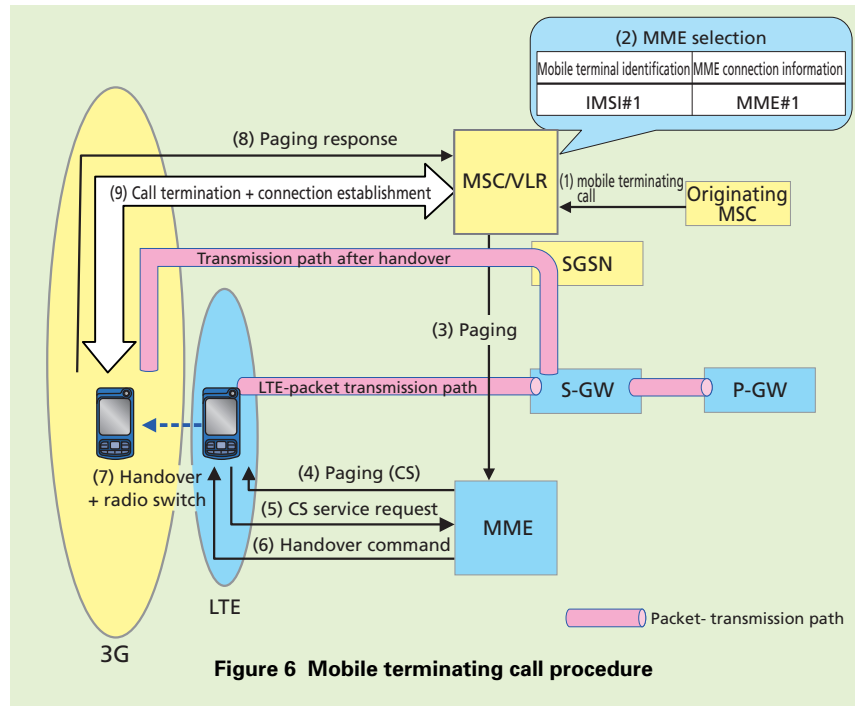 (2) MME selection
Mobile terminal identification MME connection information
IMSI#1 MME#1
(8) Paging response
MSC/VLR
(9) Call termination + connection establishment
(1) mobile terminating
call
Originating
MSC
Transmission path after handover
SGSN
(3) Paging
LTE-packet transmission path
S-GW
P-GW
(7) Handover
+ radio switch
(4) Paging (CS)
(5) CS service request
(6) Handover command
MME
LTE
3G
Packet- transmission path
Figure 6 Mobile terminating call procedure